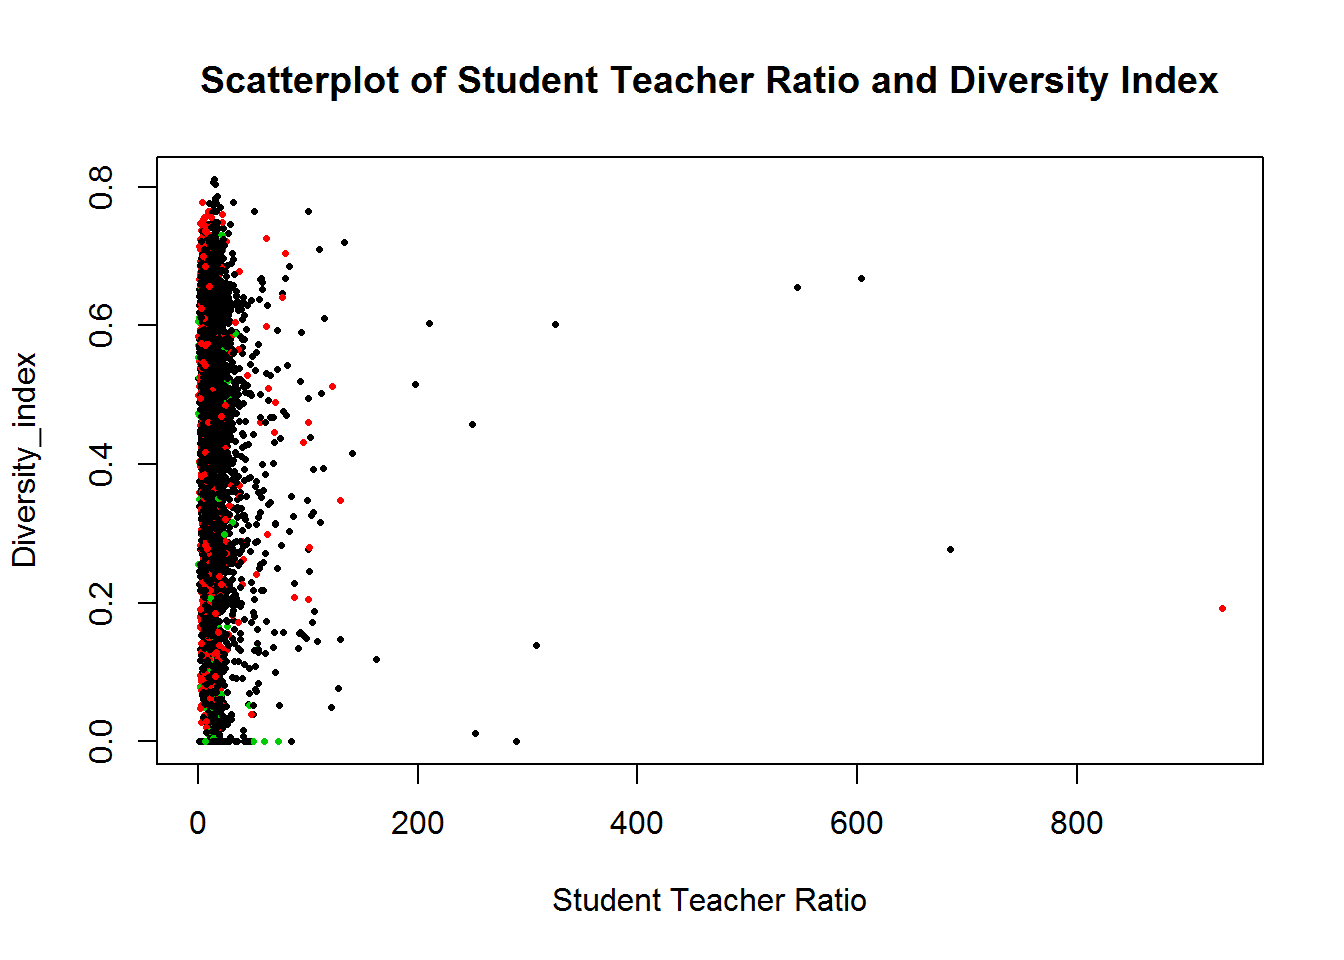 Scatterplot of Student Teacher Ratio and Diversity Index
Diversity_index
0.8
0.6
0.4
0.2
0.0
0 200 400 600 800
Student Teacher Ratio